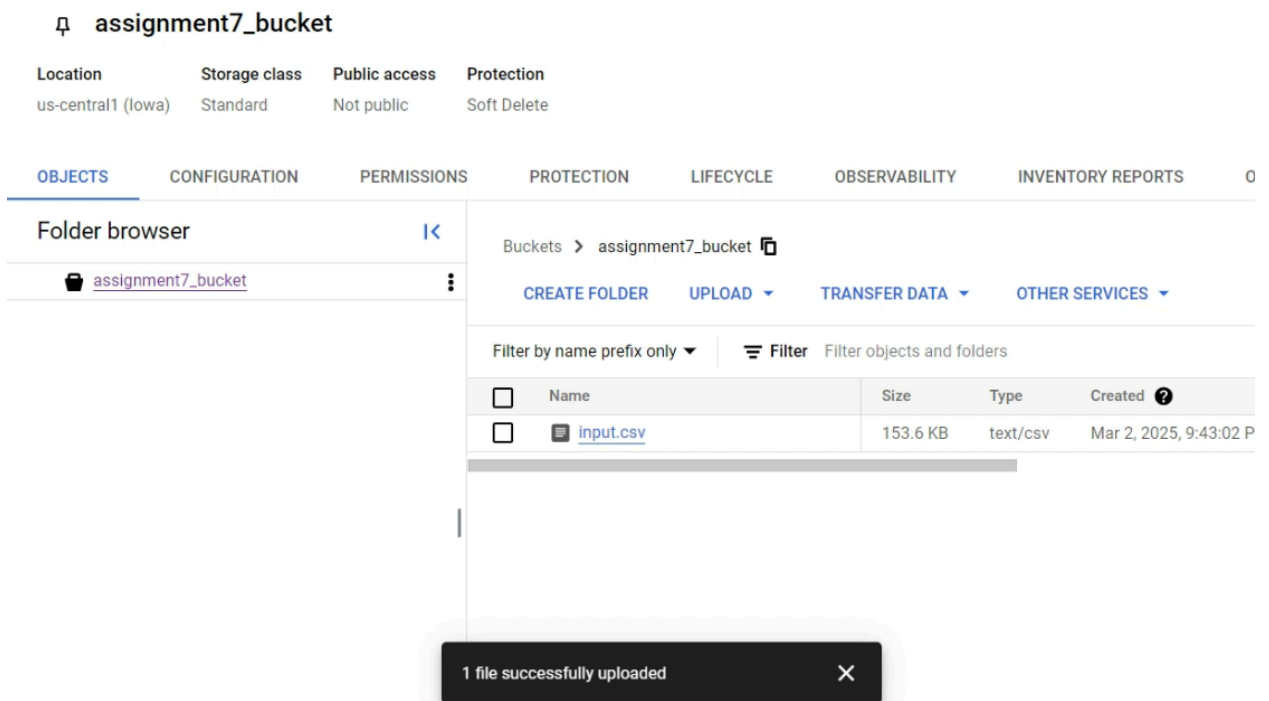 assignment7_bucket
Location Storage class Public access Protection
us-central1 (Iowa) Standard Not public Soft Delete
OBJECTS CONFIGURATION PERMISSIONS PROTECTION LIFECYCLE OBSERVABILITY INVENTORY REPORTS O
Folder browser
assignment7_bucket
Buckets > assignment7_bucket
CREATE FOLDER UPLOAD TRANSFER DATA OTHER SERVICES
Filter by name prefix only Filter Filter objects and folders
Name Size Type Created ?
input.csv 153.6 KB text/csv Mar 2, 2025, 9:43:02 P
1 file successfully uploaded